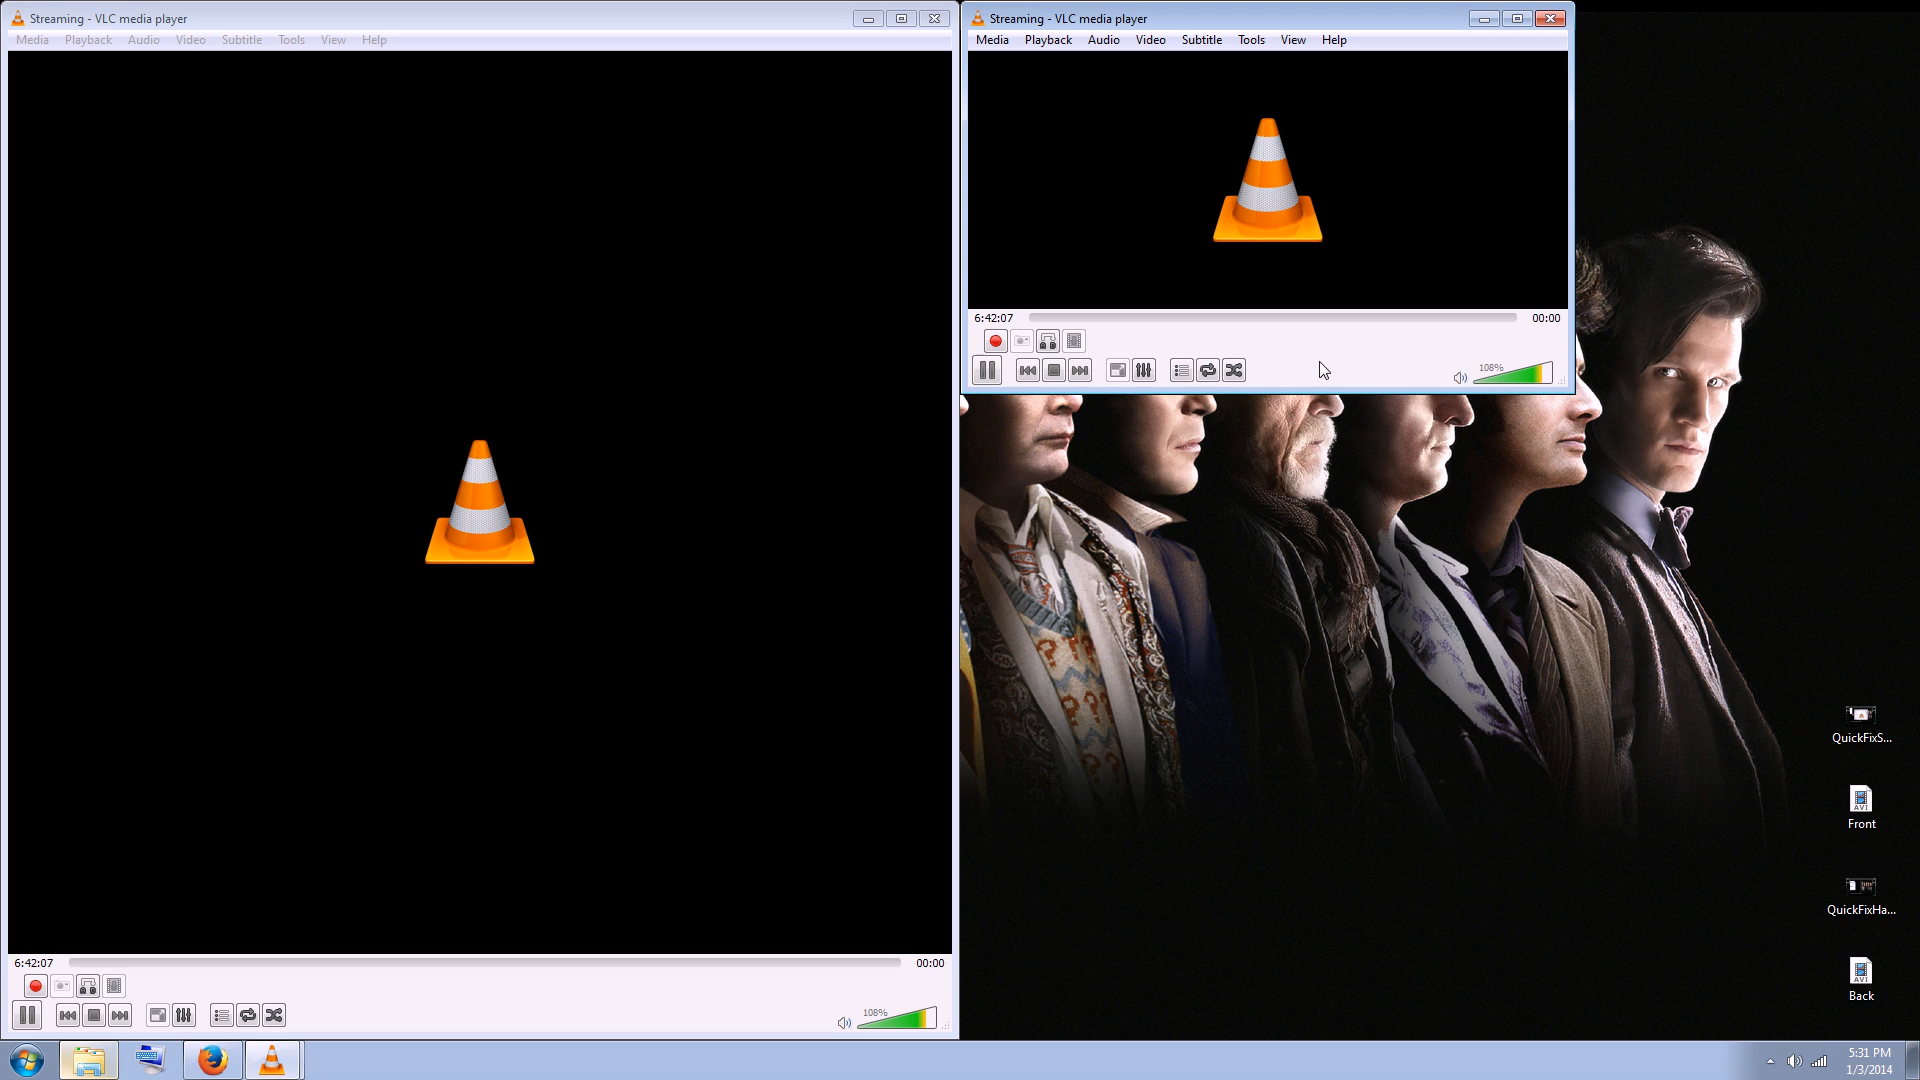 Streaming - VLC media player
Media Playback Audio Video Subtitle Tools View Help
6:42:07 00:00
108%
Streaming - VLC media player
Media Playback Audio Video Subtitle Tools View Help
6:42:07 00:00
108%
QuickFixS...
AVI
Front
QuickFixHa...
AVI
Back
5:31 PM
1/3/2014